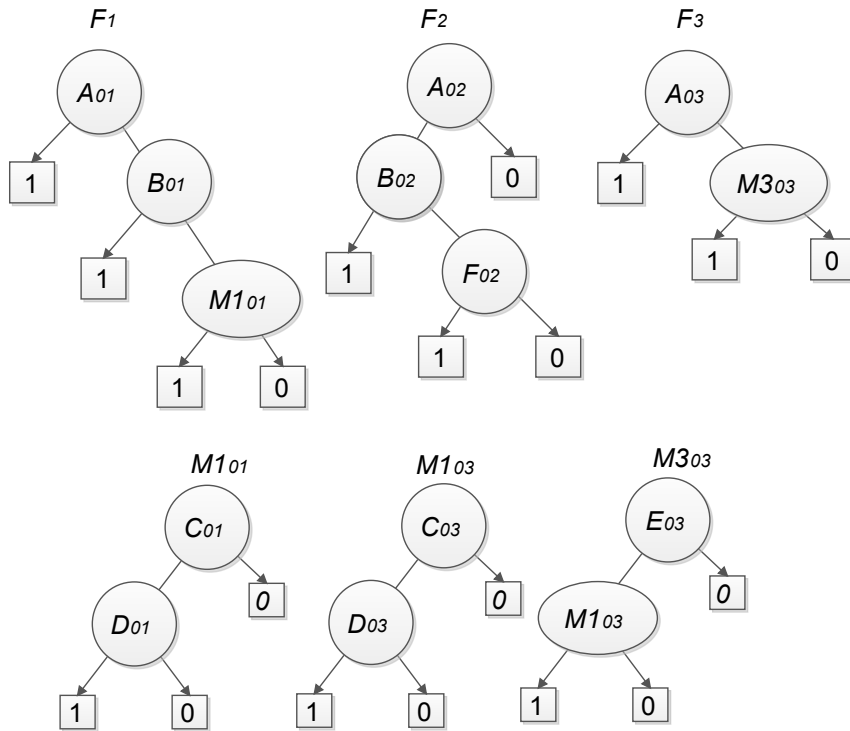 F1 F2 F3
A01 A02 A03
1 B01 B02 0 1 M303
1 M101 1 F02 1 0
1 0 1 0
M101 M103 M303
C01 C03 E03
D01 0 D03 0 M103 0
1 0 1 0 1 0